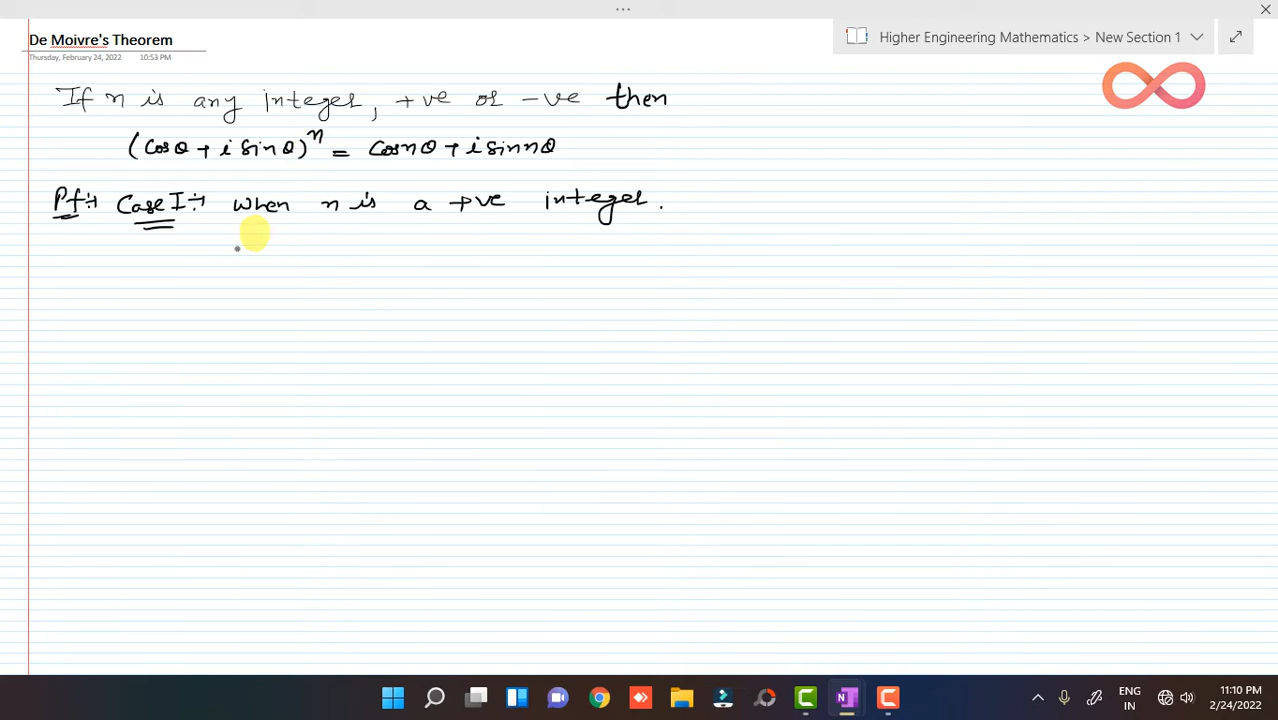 De Moivre's Theorem
Thursday, February 24, 2022 10:53 PM
Higher Engineering Mathematics > New Section 1
If n is any integer, +ve or -ve then
(cosθ + i sinθ)ⁿ = cosnθ + i sinnθ
Pf:- Case I:- when n is a +ve integer.
ENG
IN
11:10 PM
2/24/2022